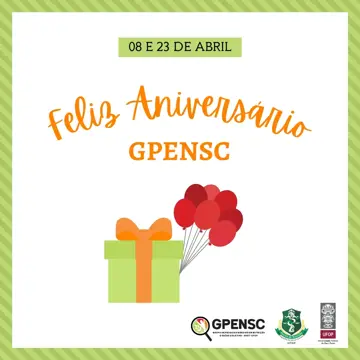 08 E 23 DE ABRIL
Feliz Aniversário
GPENSC
GPENSC
UFOP